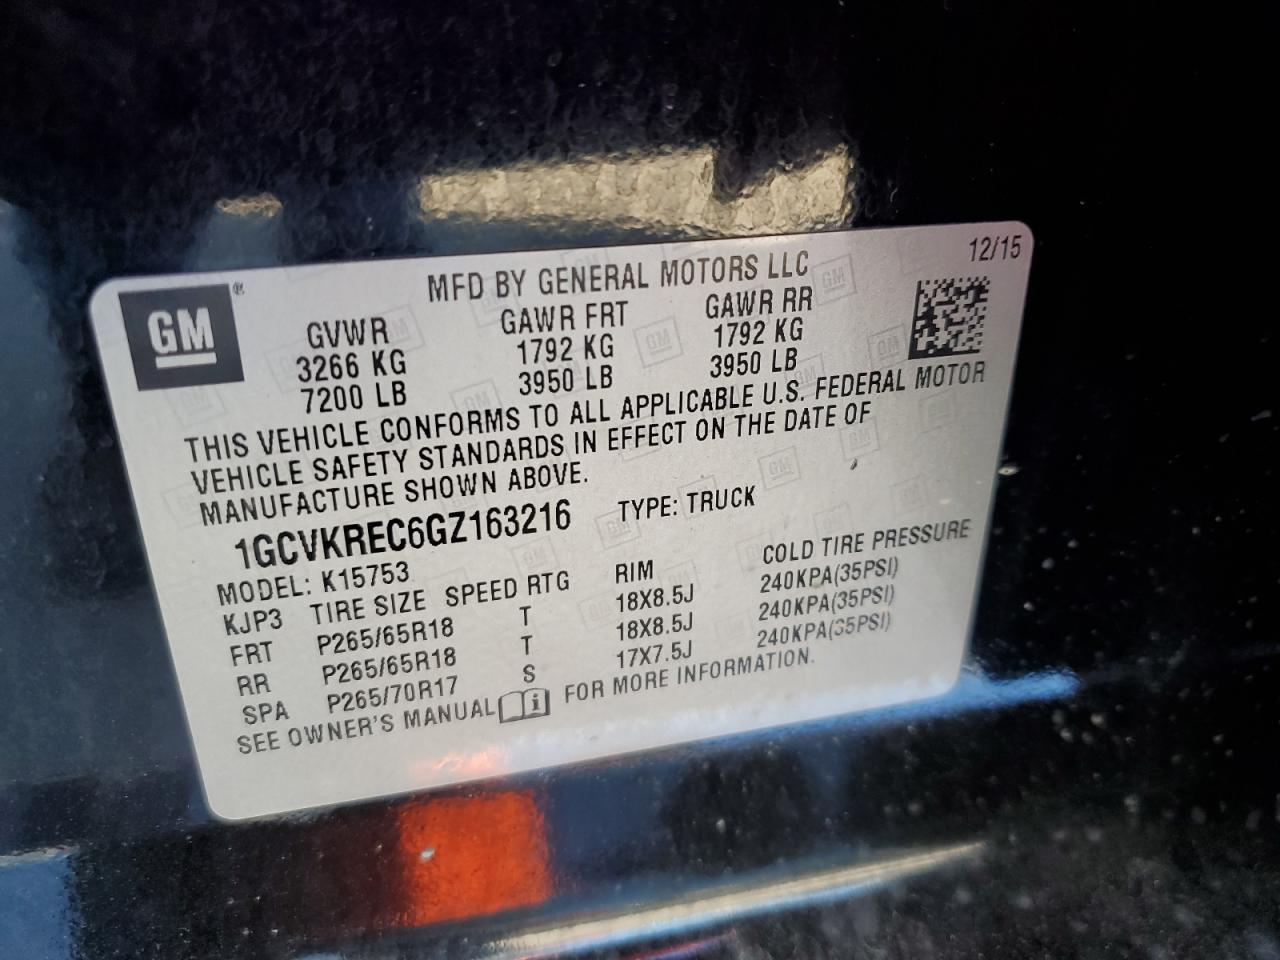 12/15
GM®
MFD BY GENERAL MOTORS LLC
GVWR GAWR FRT GAWR RR
3266 KG 1792 KG 1792 KG
7200 LB 3950 LB 3950 LB
THIS VEHICLE CONFORMS TO ALL APPLICABLE U.S. FEDERAL MOTOR
VEHICLE SAFETY STANDARDS IN EFFECT ON THE DATE OF
MANUFACTURE SHOWN ABOVE.
1GCVKREC6GZ163216 TYPE: TRUCK
MODEL: K15753
KJP3 TIRE SIZE SPEED RTG RIM COLD TIRE PRESSURE
FRT P265/65R18 T 18X8.5J 240KPA(35PSI)
RR P265/65R18 T 18X8.5J 240KPA(35PSI)
SPA P265/70R17 S 17X7.5J 240KPA(35PSI)
SEE OWNER'S MANUAL FOR MORE INFORMATION.